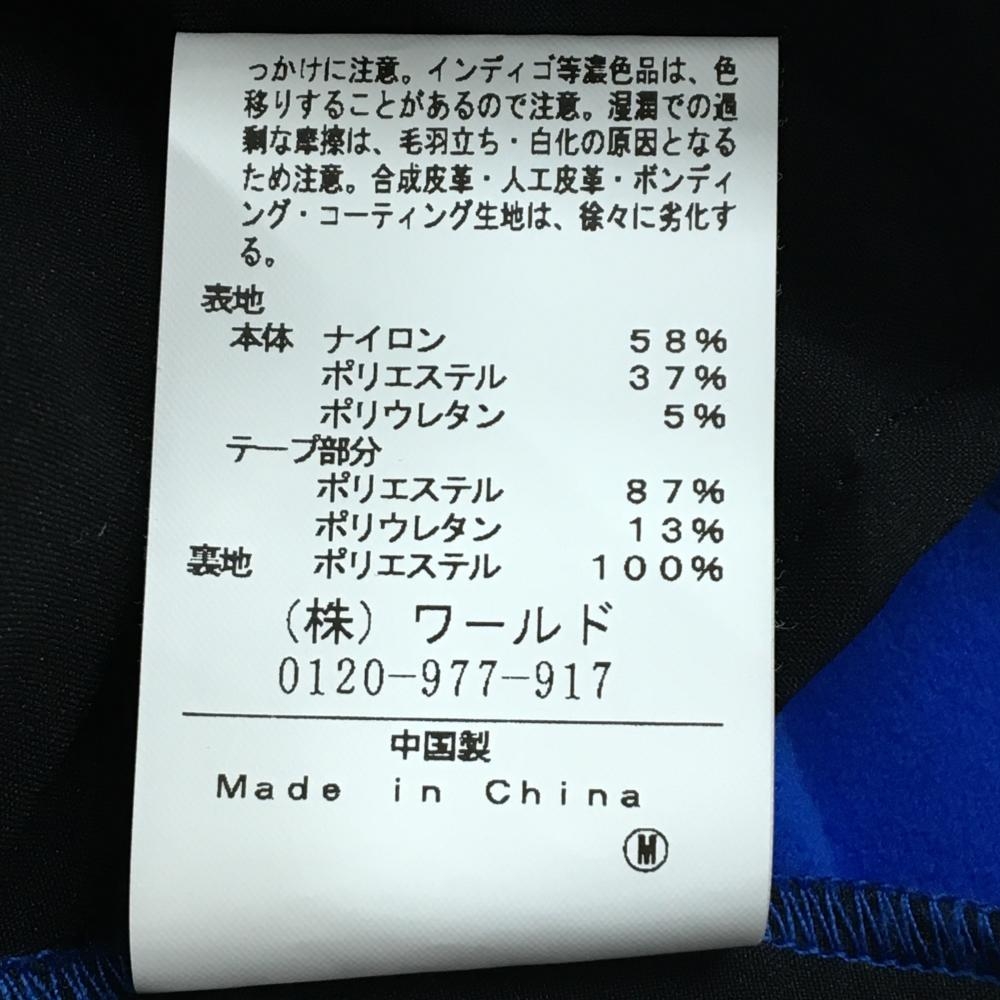 っかけに注意。インディゴ等濃色品は、色
移りすることがあるので注意。湿潤での過
剰な摩擦は、毛羽立ち・白化の原因となる
ため注意。合成皮革・人工皮革・ボンディ
ング・コーティング生地は、徐々に劣化す
る。
表地
本体 ナイロン 58%
ポリエステル 37%
ポリウレタン 5%
テープ部分
ポリエステル 87%
ポリウレタン 13%
裏地 ポリエステル 100%
(株) ワールド
0120-977-917
中国製
Made in China
M